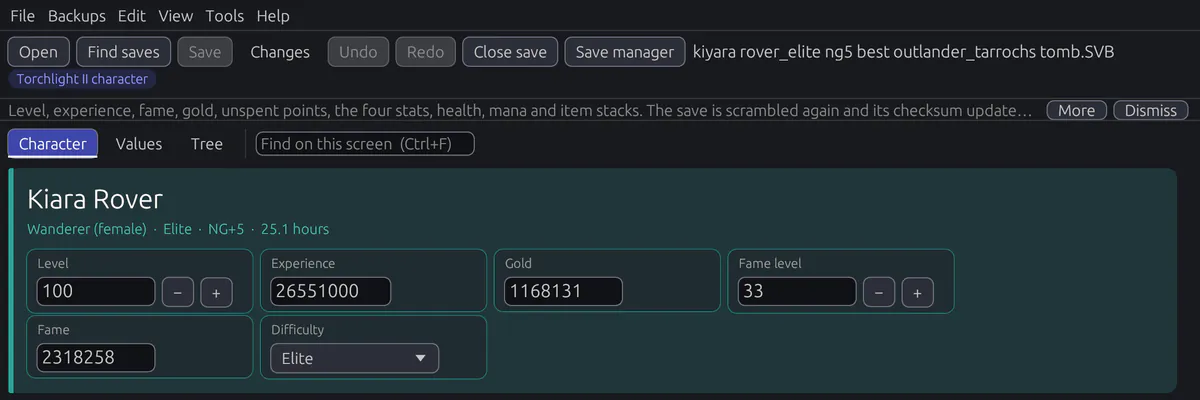 File Backups Edit View Tools Help
Open Find saves Save Changes Undo Redo Close save Save manager kiyara rover_elite ng5 best outlander_tarrochs tomb.SVB
Torchlight II character
Level, experience, fame, gold, unspent points, the four stats, health, mana and item stacks. The save is scrambled again and its checksum update… More Dismiss
Character Values Tree Find on this screen (Ctrl+F)
Kiara Rover
Wanderer (female) · Elite · NG+5 · 25.1 hours
Level Experience Gold Fame level
100 − + 26551000 1168131 33 − +
Fame Difficulty
2318258 Elite